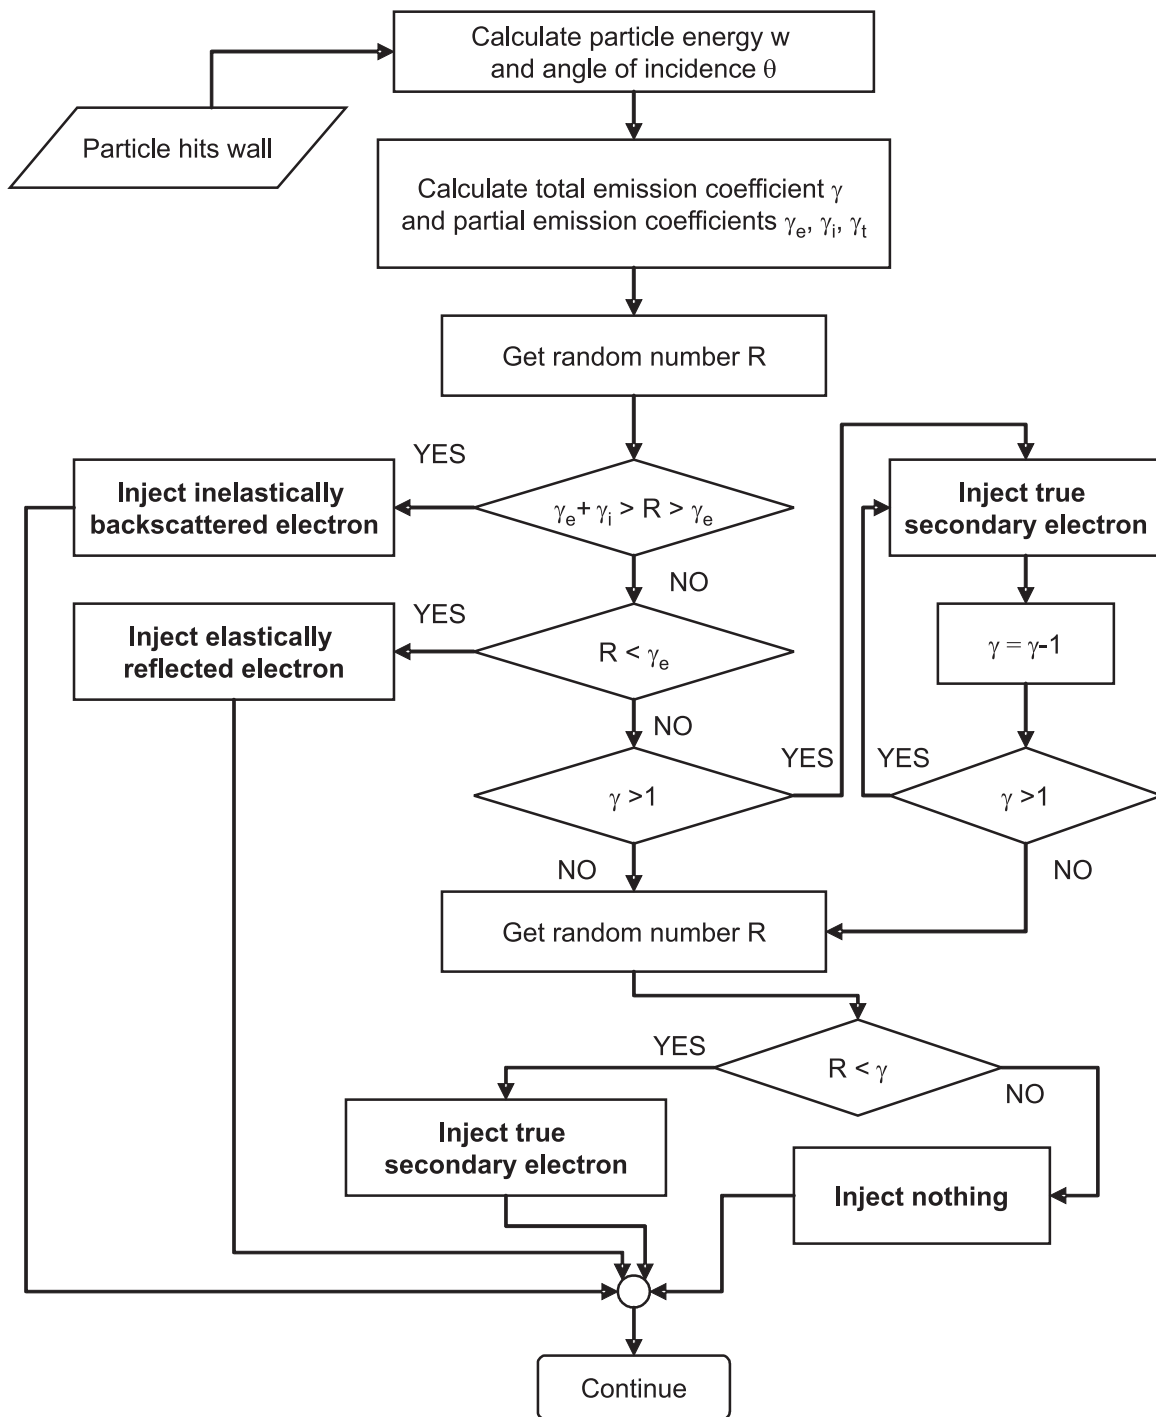 Calculate particle energy w
and angle of incidence θ
Particle hits wall
Calculate total emission coefficient γ
and partial emission coefficients γe, γi, γt
Get random number R
YES
Inject inelastically
backscattered electron
γe+ γi > R > γe
Inject true
secondary electron
NO
YES
Inject elastically
reflected electron
R < γe
γ = γ-1
NO
YES
YES
γ >1
γ >1
NO
NO
Get random number R
YES
R < γ
NO
Inject true
secondary electron
Inject nothing
Continue